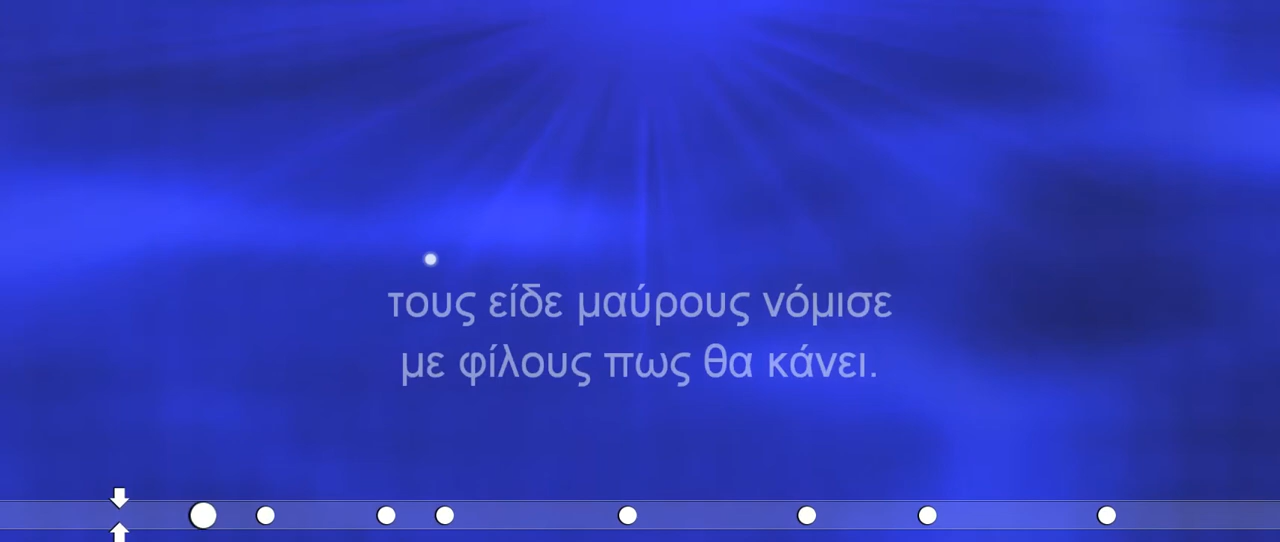 τους είδε μαύρους νόμισε
με φίλους πως θα κάνει.